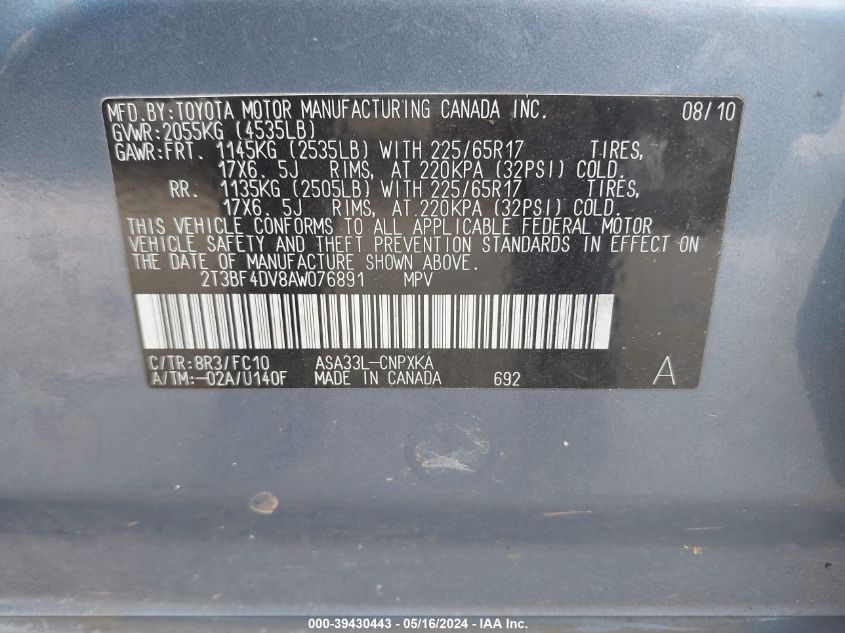 MFD.BY:TOYOTA MOTOR MANUFACTURING CANADA INC. 08/10
GVWR:2055KG (4535LB)
GAWR:FRT. 1145KG (2535LB) WITH 225/65R17 TIRES,
17X6.5J RIMS, AT 220KPA (32PSI) COLD.
RR. 1135KG (2505LB) WITH 225/65R17 TIRES,
17X6.5J RIMS, AT 220KPA (32PSI) COLD.
THIS VEHICLE CONFORMS TO ALL APPLICABLE FEDERAL MOTOR
VEHICLE SAFETY AND THEFT PREVENTION STANDARDS IN EFFECT ON
THE DATE OF MANUFACTURE SHOWN ABOVE.
2T3BF4DV8AW076891 MPV
C/TR:8R3/FC10 ASA33L-CNPXKA
A/TM:-02A/U140F MADE IN CANADA 692 A
000-39430443 - 05/16/2024 - IAA Inc.